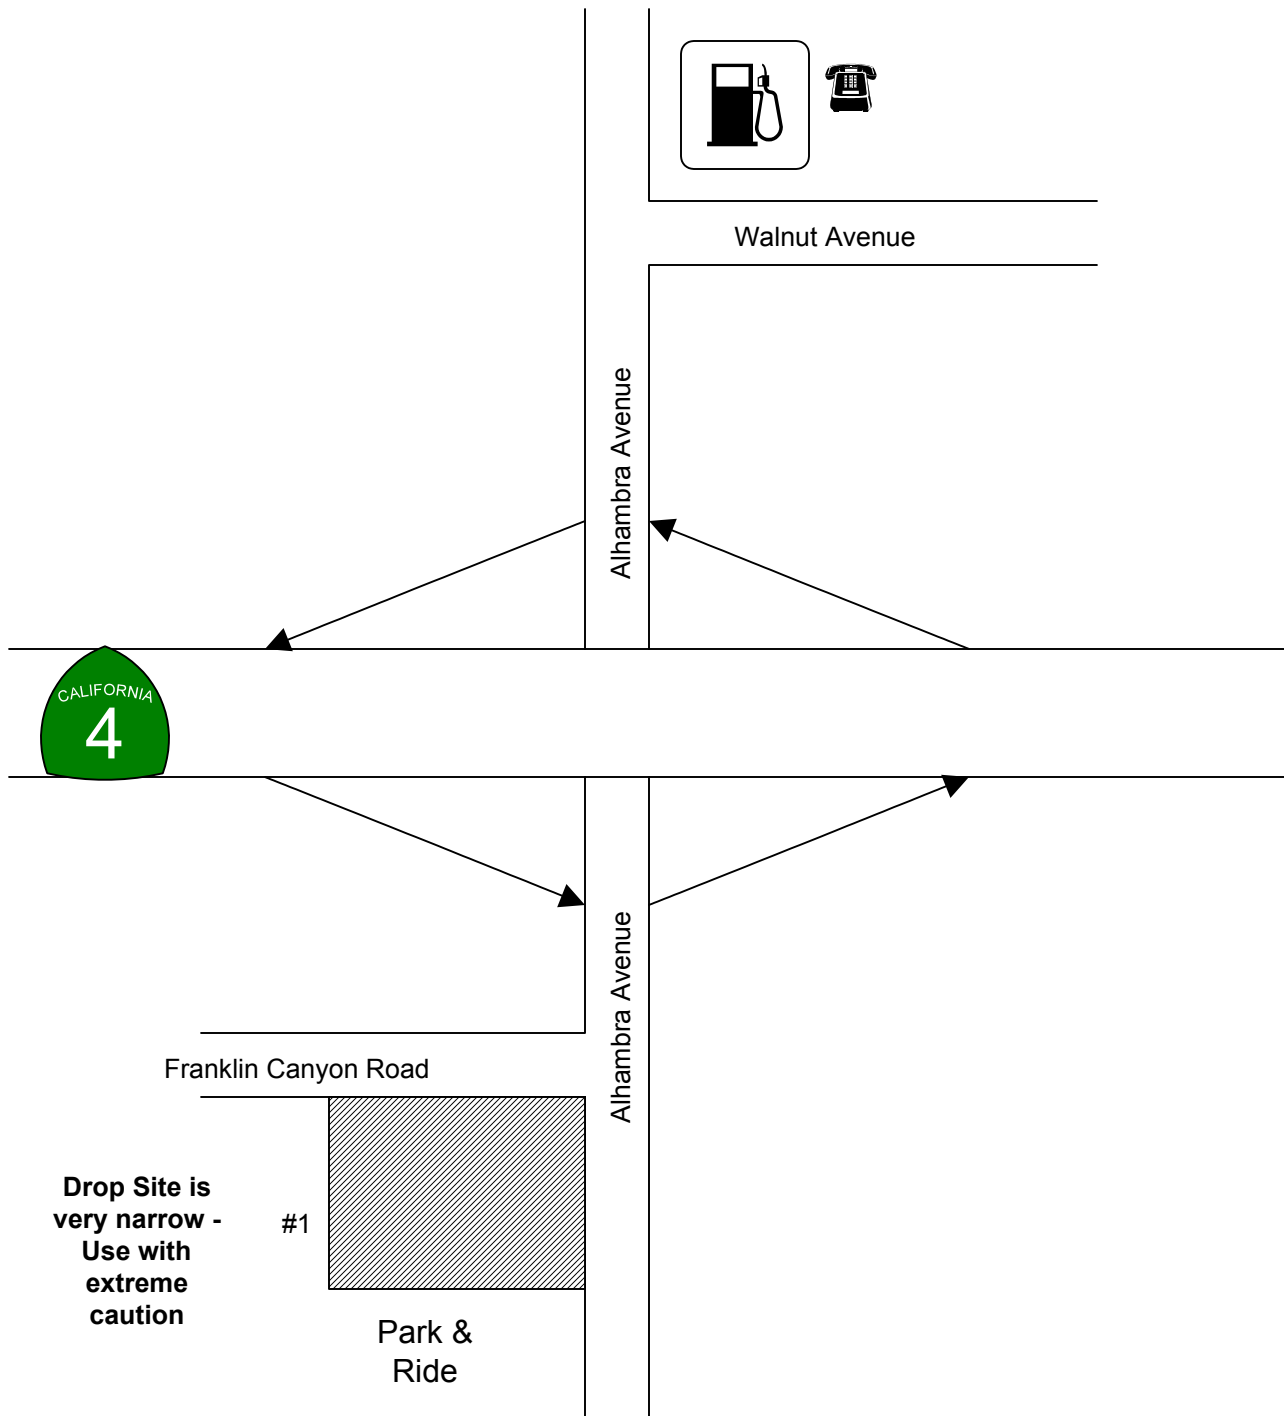 Walnut Avenue
Alhambra Avenue
CALIFORNIA
4
Alhambra Avenue
Franklin Canyon Road
Drop Site is
very narrow -
Use with
extreme
caution
#1
Park &
Ride